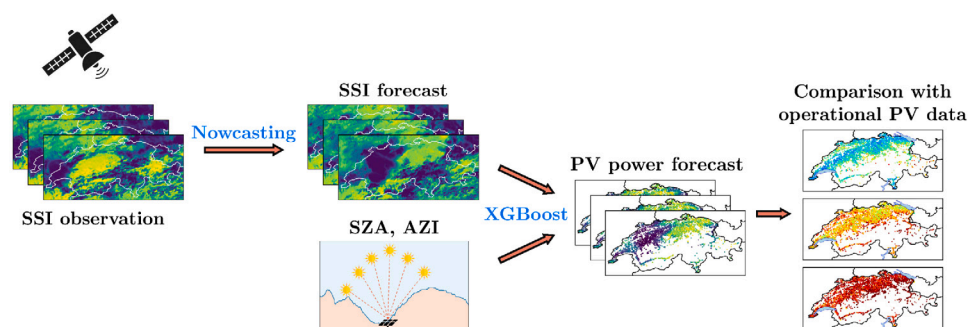 SSI observation
Nowcasting
SSI forecast
SZA, AZI
XGBoost
PV power forecast
Comparison with
operational PV data